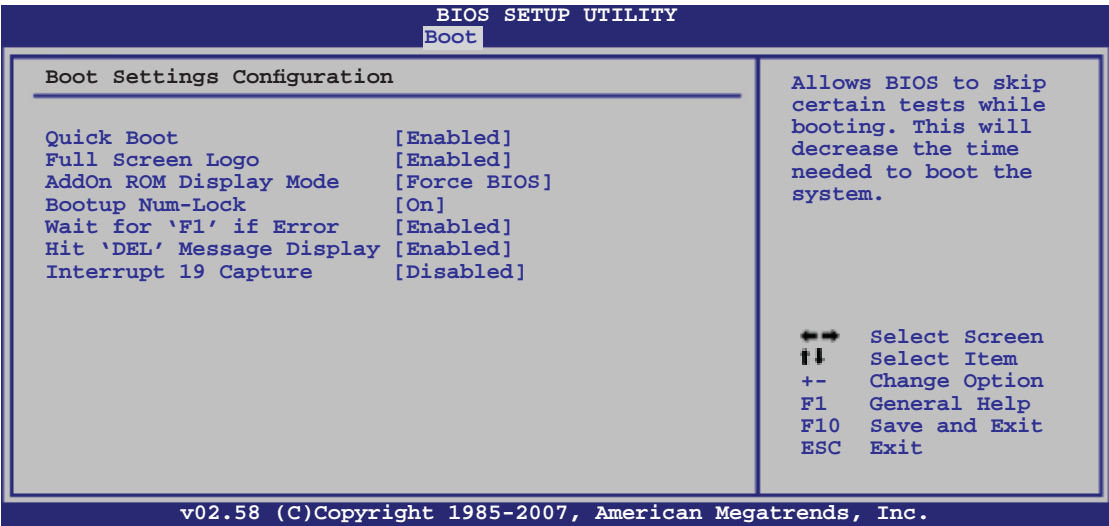 BIOS SETUP UTILITY
Boot
Boot Settings Configuration
Quick Boot [Enabled]
Full Screen Logo [Enabled]
AddOn ROM Display Mode [Force BIOS]
Bootup Num-Lock [On]
Wait for ‘F1’ if Error [Enabled]
Hit ‘DEL’ Message Display [Enabled]
Interrupt 19 Capture [Disabled]
Allows BIOS to skip
certain tests while
booting. This will
decrease the time
needed to boot the
system.
←→ Select Screen
↑↓ Select Item
+- Change Option
F1 General Help
F10 Save and Exit
ESC Exit
v02.58 (C)Copyright 1985-2007, American Megatrends, Inc.